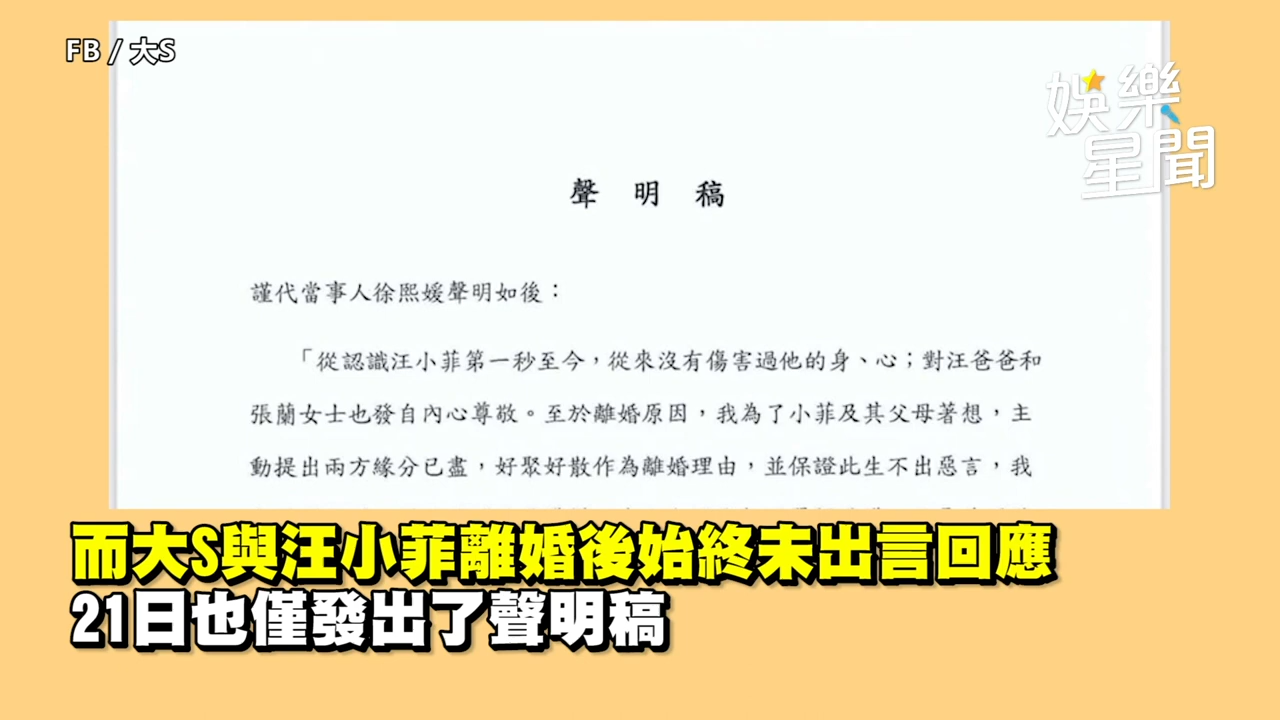 FB / 大S
娛樂
星聞
聲明稿
謹代當事人徐熙媛聲明如後：
「從認識汪小菲第一秒至今，從來沒有傷害過他的身、心；對汪爸爸和
張蘭女士也發自內心尊敬。至於離婚原因，我為了小菲及其父母著想，主
動提出兩方緣分已盡，好聚好散作為離婚理由，並保證此生不出惡言，我
而大S與汪小菲離婚後始終未出言回應
21日也僅發出了聲明稿